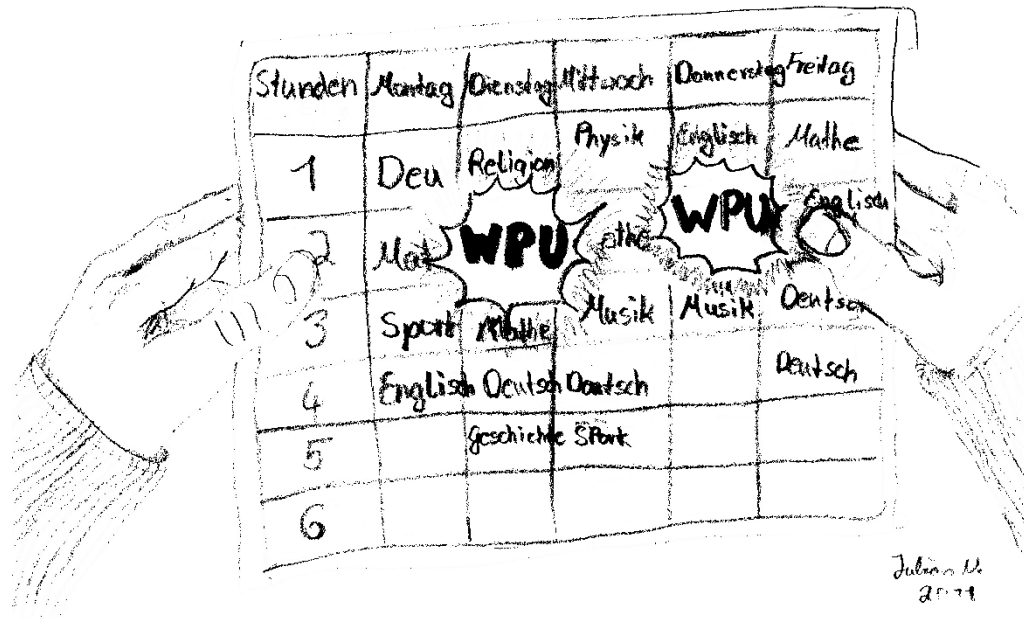 Stunden Montag Dienstag Mittwoch Donnerstag Freitag
1 Deu Religion Physik Englisch Mathe
2 Mat WPU athe WPU Englisch
3 Sport Mathe Musik Musik Deutsch
4 Englisch Deutsch Deutsch Deutsch
5 Geschichte Sport
6